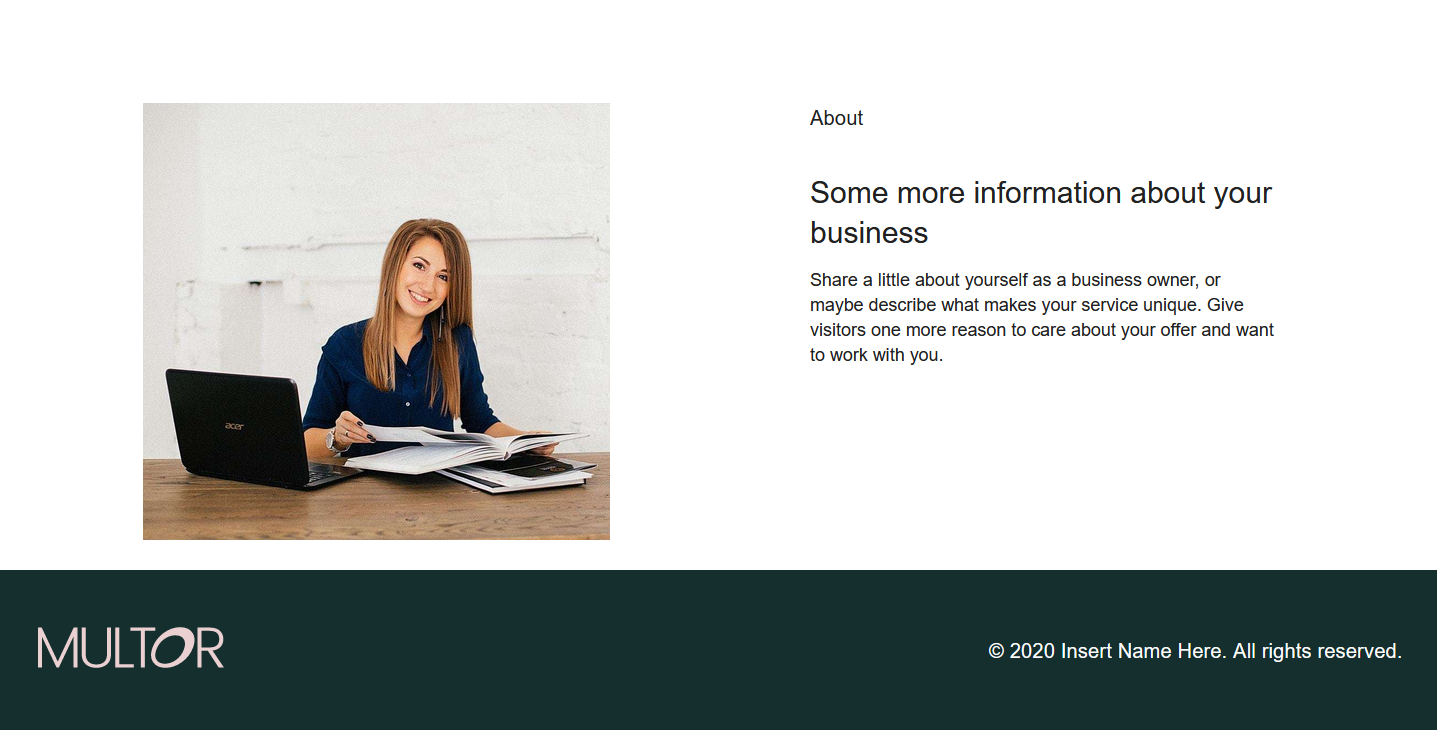 acer
About
Some more information about your
business
Share a little about yourself as a business owner, or
maybe describe what makes your service unique. Give
visitors one more reason to care about your offer and want
to work with you.
MULTOR
© 2020 Insert Name Here. All rights reserved.